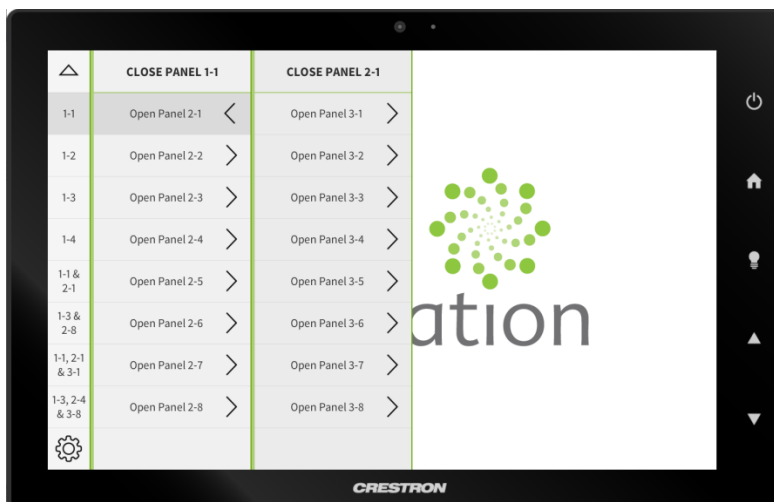 CLOSE PANEL 1-1
CLOSE PANEL 2-1
1-1
Open Panel 2-1
Open Panel 3-1
1-2
Open Panel 2-2
Open Panel 3-2
1-3
Open Panel 2-3
Open Panel 3-3
1-4
Open Panel 2-4
Open Panel 3-4
1-1 &
2-1
Open Panel 2-5
Open Panel 3-5
1-3 &
2-8
Open Panel 2-6
Open Panel 3-6
ation
1-1, 2-1
& 3-1
Open Panel 2-7
Open Panel 3-7
1-3, 2-4
& 3-8
Open Panel 2-8
Open Panel 3-8
CRESTRON